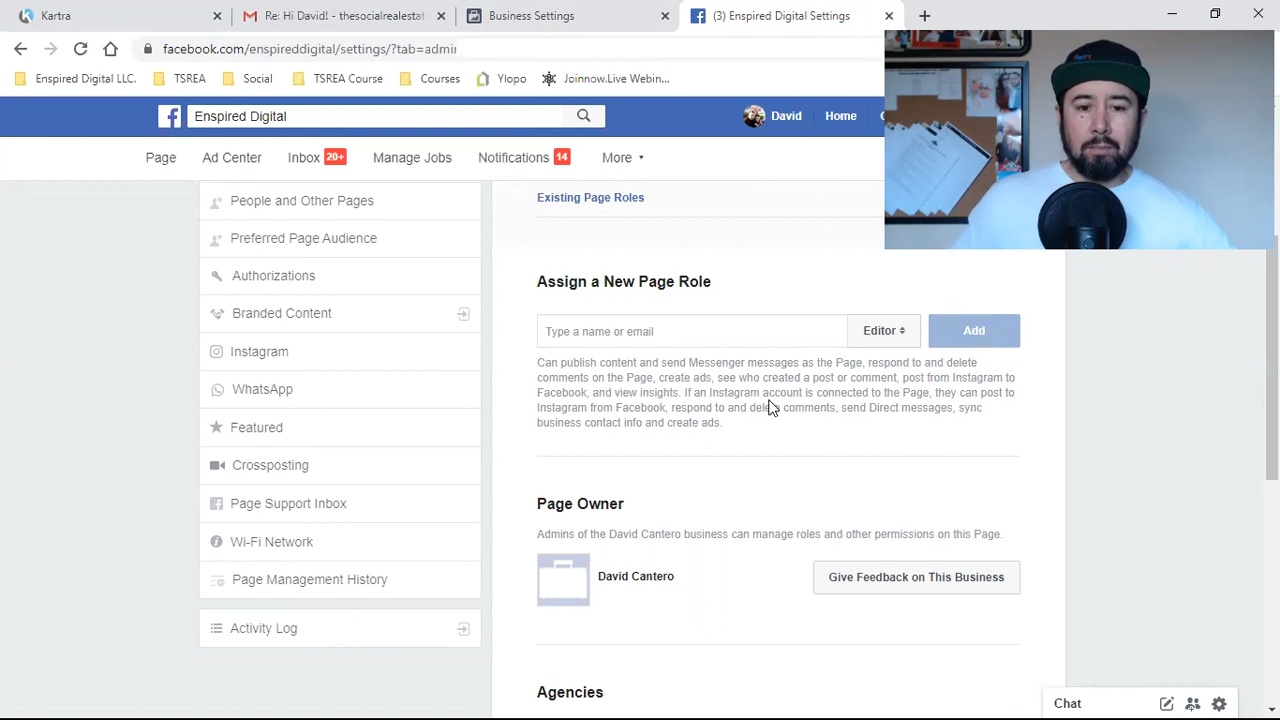 Kartra
Re: Hi David! - thesocialrealestat
Business Settings
(3) Enspired Digital Settings
facebook.com/enspireddigital/settings/?tab=admin
Enspired Digital LLC.
TSREA - The Social
TSREA Course
Courses
Ylopo
Joinnow.Live Webin...
Enspired Digital
David
Home
Page
Ad Center
Inbox 20+
Manage Jobs
Notifications 14
More
People and Other Pages
Preferred Page Audience
Authorizations
Branded Content
Instagram
WhatsApp
Featured
Crossposting
Page Support Inbox
Wi-Fi Network
Page Management History
Activity Log
Existing Page Roles
Assign a New Page Role
Type a name or email
Editor
Add
Can publish content and send Messenger messages as the Page, respond to and delete
comments on the Page, create ads, see who created a post or comment, post from Instagram to
Facebook, and view insights. If an Instagram account is connected to the Page, they can post to
Instagram from Facebook, respond to and delete comments, send Direct messages, sync
business contact info and create ads.
Page Owner
Admins of the David Cantero business can manage roles and other permissions on this Page.
David Cantero
Give Feedback on This Business
Agencies
Chat